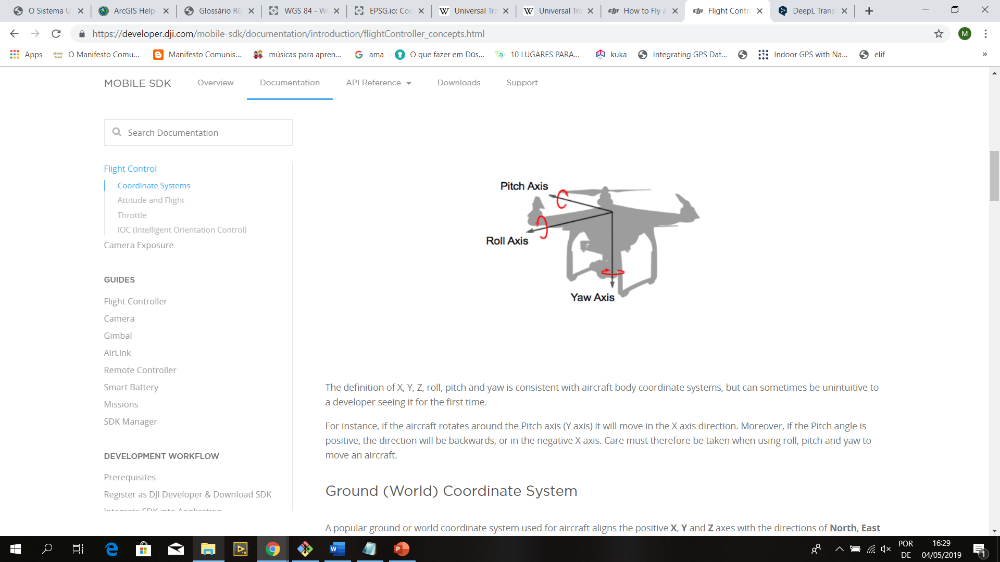 O Sistema U
ArcGIS Help
Glossário RG
WGS 84 - W
EPSG.io: Coo
Universal Tra
Universal Tra
How to Fly a
Flight Contro
DeepL Transl
https://developer.dji.com/mobile-sdk/documentation/introduction/flightController_concepts.html
M
Apps
eBooks Brasil
O Manifesto Comu...
Manifesto Comunis...
músicas para apren...
ama
O que fazer em Düs...
10 LUGARES PARA...
kuka
Integrating GPS Dat...
Indoor GPS with Na...
elif
»
MOBILE SDK
Overview
Documentation
API Reference
Downloads
Support
Search Documentation
Flight Control
Coordinate Systems
Attitude and Flight
Throttle
IOC (Intelligent Orientation Control)
Camera Exposure
GUIDES
Flight Controller
Camera
Gimbal
AirLink
Remote Controller
Smart Battery
Missions
SDK Manager
DEVELOPMENT WORKFLOW
Prerequisites
Register as DJI Developer & Download SDK
Integrate SDK into Application
Pitch Axis
Roll Axis
Yaw Axis
The definition of X, Y, Z, roll, pitch and yaw is consistent with aircraft body coordinate systems, but can sometimes be unintuitive to
a developer seeing it for the first time.
For instance, if the aircraft rotates around the Pitch axis (Y axis) it will move in the X axis direction. Moreover, if the Pitch angle is
positive, the direction will be backwards, or in the negative X axis. Care must therefore be taken when using roll, pitch and yaw to
move an aircraft.
Ground (World) Coordinate System
A popular ground or world coordinate system used for aircraft aligns the positive X, Y and Z axes with the directions of North, East
POR
DE
16:29
04/05/2019
1